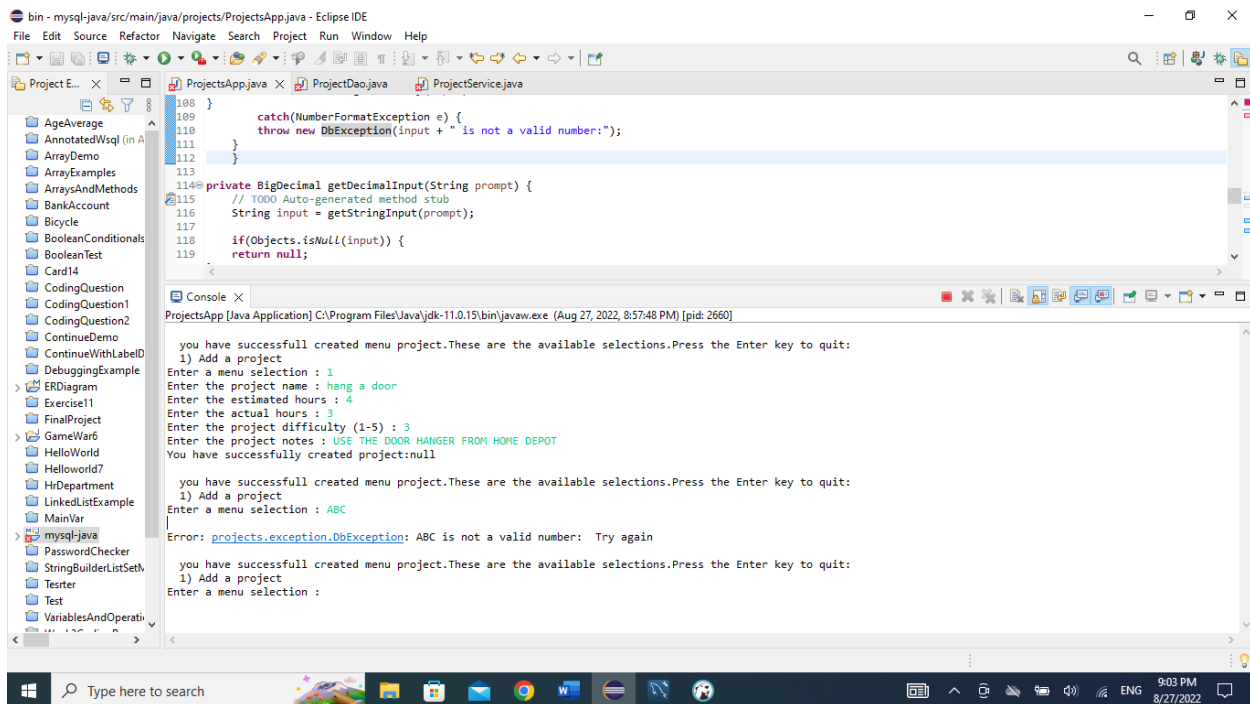 bin - mysql-java/src/main/java/projects/ProjectsApp.java - Eclipse IDE
File Edit Source Refactor Navigate Search Project Run Window Help
Project E...
ProjectsApp.java
ProjectDao.java
ProjectService.java
AgeAverage
AnnotatedWsql (in A
ArrayDemo
ArrayExamples
ArraysAndMethods
BankAccount
Bicycle
BooleanConditionals
BooleanTest
Card14
CodingQuestion
CodingQuestion1
CodingQuestion2
ContinueDemo
ContinueWithLabelD
DebuggingExample
ERDiagram
Exercise11
FinalProject
GameWar6
HelloWorld
Helloworld7
HrDepartment
LinkedListExample
MainVar
mysql-java
PasswordChecker
StringBuilderListSetM
Tesrter
Test
VariablesAndOperati
108 }
109 catch(NumberFormatException e) {
110 throw new DbException(input + " is not a valid number:");
111 }
112 }
113
114 private BigDecimal getDecimalInput(String prompt) {
115 // TODO Auto-generated method stub
116 String input = getStringInput(prompt);
117
118 if(Objects.isNull(input)) {
119 return null;
Console
ProjectsApp [Java Application] C:\Program Files\Java\jdk-11.0.15\bin\javaw.exe (Aug 27, 2022, 8:57:48 PM) [pid: 2660]
you have successfull created menu project.These are the available selections.Press the Enter key to quit:
1) Add a project
Enter a menu selection : 1
Enter the project name : hang a door
Enter the estimated hours : 4
Enter the actual hours : 3
Enter the project difficulty (1-5) : 3
Enter the project notes : USE THE DOOR HANGER FROM HOME DEPOT
You have successfully created project:null
you have successfull created menu project.These are the available selections.Press the Enter key to quit:
1) Add a project
Enter a menu selection : ABC
Error: projects.exception.DbException: ABC is not a valid number: Try again
you have successfull created menu project.These are the available selections.Press the Enter key to quit:
1) Add a project
Enter a menu selection :
Type here to search
ENG
9:03 PM
8/27/2022